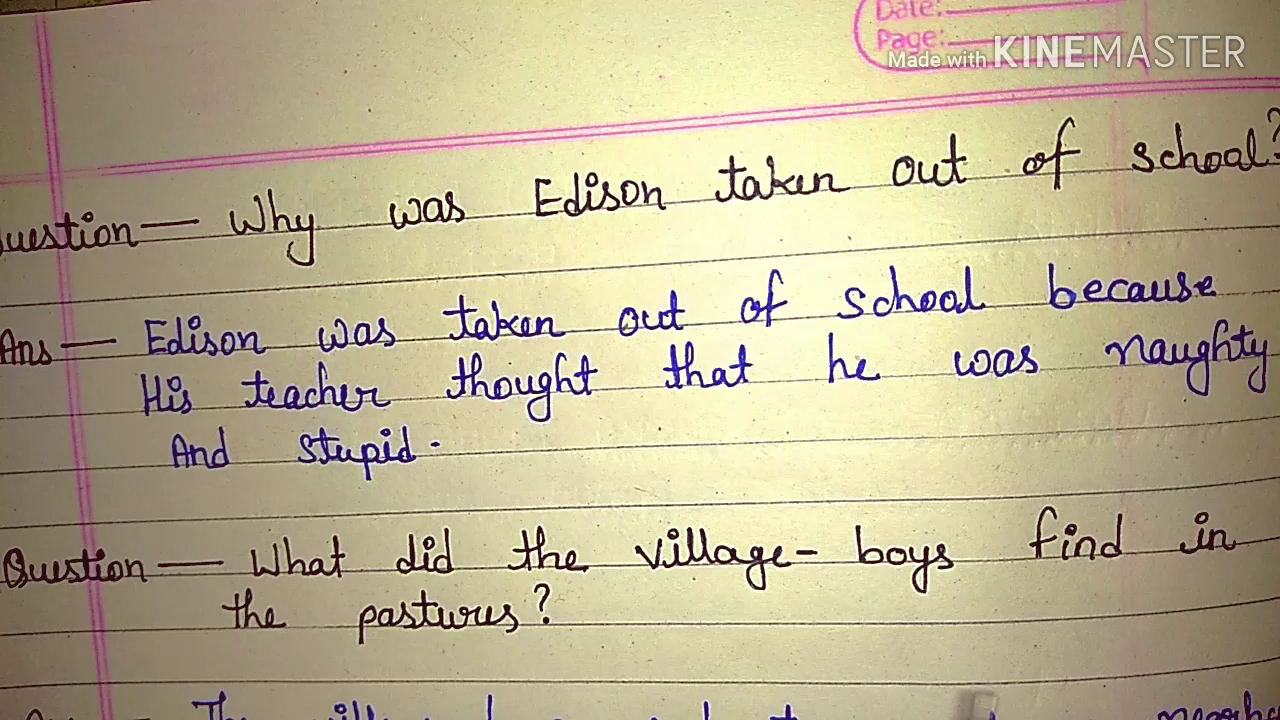 Date:
Page:
Made with KINEMASTER
uestion — Why was Edison taken out of school?
Ans — Edison was taken out of school because
His teacher thought that he was naughty
And stupid.
Question — What did the village- boys find in
the pastures?
The